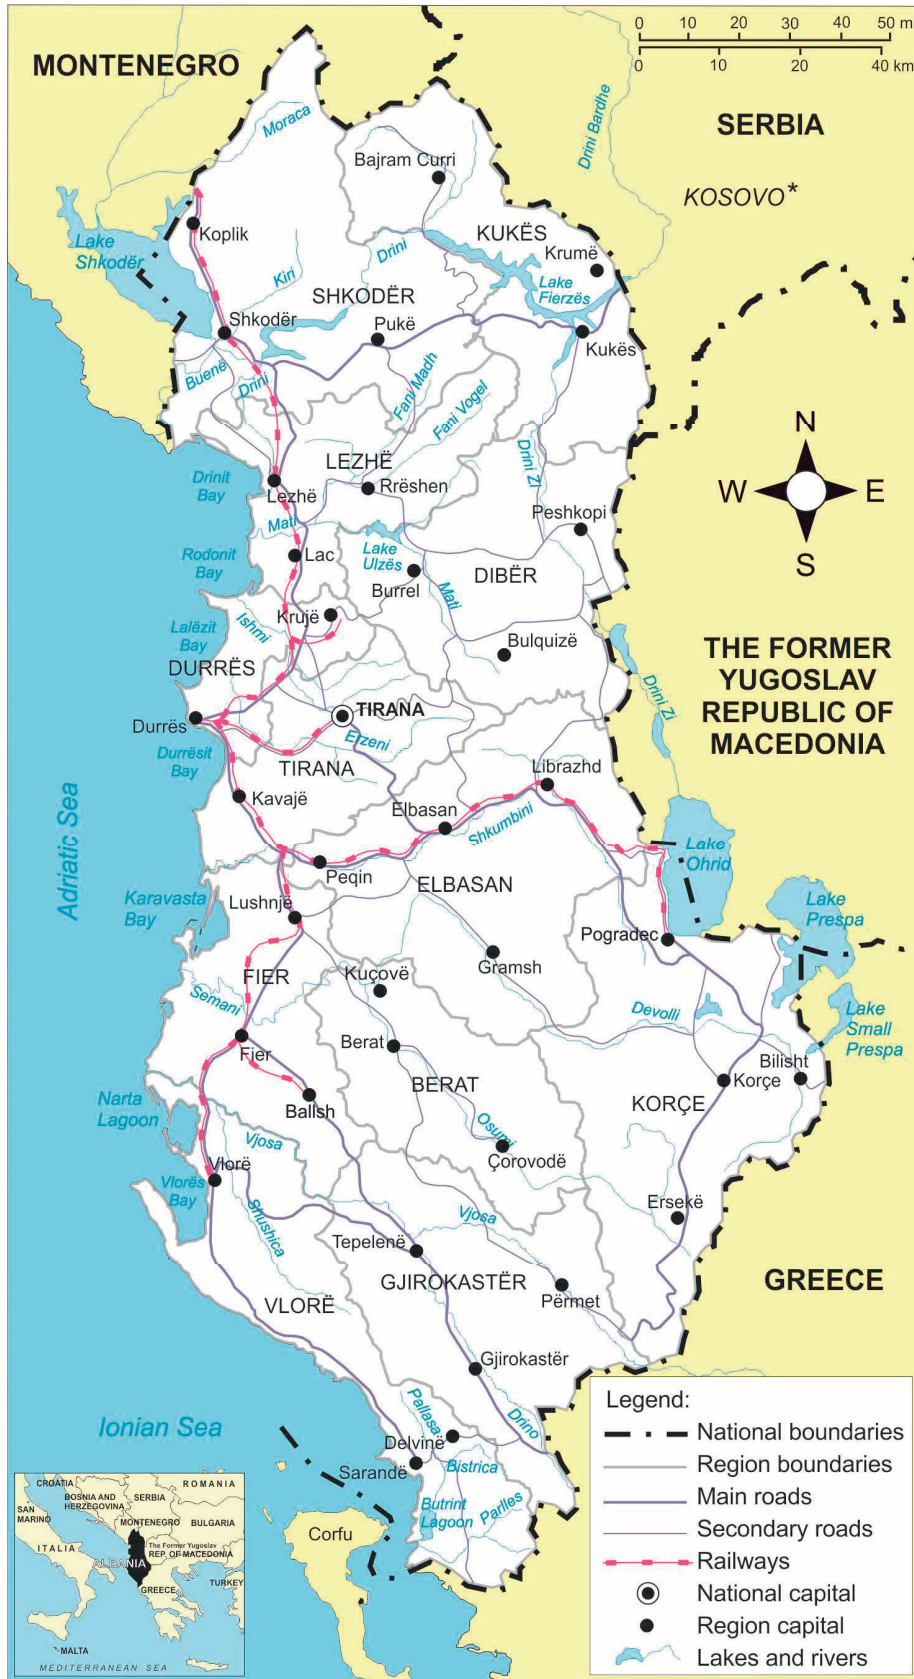 MONTENEGRO
0 10 20 30 40 50 m
0 10 20 40 km
SERBIA
KOSOVO*
Drini Bardhe
Moraca
Bajram Curri
KUKËS
Krumë
Koplik
Lake
Shkodër
Drini
Kiri
Lake
Fierzës
SHKODËR
Shkodër
Pukë
Kukës
Buenë
Drini
Fani Madh
Fani Vogel
Drini Zi
N
W
E
S
LEZHË
Drinit
Bay
Lezhë
Rrëshen
Peshkopi
Mati
Rodonit
Bay
Lac
Lake
Ulzës
Burrel
Mati
DIBËR
Krujë
Ishmi
Lalëzit
Bay
Bulquizë
DURRËS
THE FORMER
YUGOSLAV
REPUBLIC OF
MACEDONIA
Drini Zi
Durrës
TIRANA
Erzeni
Durrësit
Bay
TIRANA
Librazhd
Kavajë
Elbasan
Shkumbini
Adriatic Sea
Lake
Ohrid
Peqin
ELBASAN
Karavasta
Bay
Lushnjë
Lake
Prespa
Pogradec
Gramsh
FIER
Kuçovë
Semani
Devolli
Lake
Small
Prespa
Fier
Berat
Bilisht
Korçe
BERAT
KORÇE
Narta
Lagoon
Ballsh
Osumi
Vjosa
Çorovodë
Vlorë
Vlorës
Bay
Shushica
Ersekë
Vjosa
Tepelenë
GJIROKASTËR
GREECE
VLORË
Përmet
Gjirokastër
Ionian Sea
Pallasa
Drino
Delvinë
Sarandë
Bistrica
Butrint
Lagoon
Parlles
Corfu
Legend:
National boundaries
Region boundaries
Main roads
Secondary roads
Railways
National capital
Region capital
Lakes and rivers
CROATIA
ROMANIA
BOSNIA AND
HERZEGOVINA
SERBIA
SAN
MARINO
MONTENEGRO
BULGARIA
ITALY
The Former Yugoslav
REP. OF MACEDONIA
ALBANIA
TURKEY
GREECE
MALTA
MEDITERRANEAN SEA